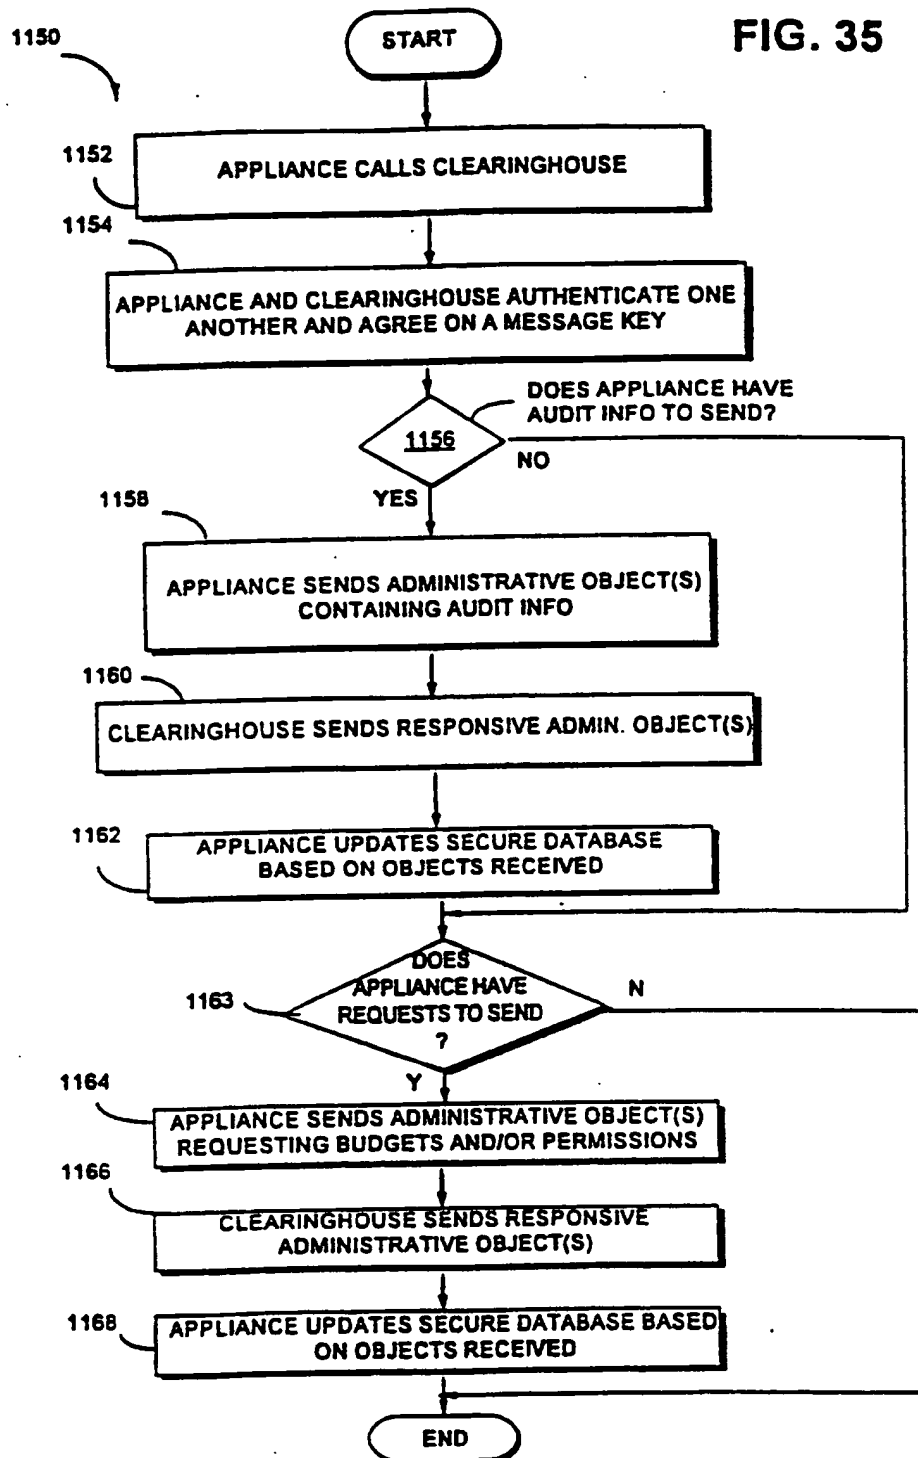 1150
START
FIG. 35
1152
APPLIANCE CALLS CLEARINGHOUSE
1154
APPLIANCE AND CLEARINGHOUSE AUTHENTICATE ONE
ANOTHER AND AGREE ON A MESSAGE KEY
DOES APPLIANCE HAVE
AUDIT INFO TO SEND?
1156
NO
YES
1158
APPLIANCE SENDS ADMINISTRATIVE OBJECT(S)
CONTAINING AUDIT INFO
1160
CLEARINGHOUSE SENDS RESPONSIVE ADMIN. OBJECT(S)
1162
APPLIANCE UPDATES SECURE DATABASE
BASED ON OBJECTS RECEIVED
1163
DOES
APPLIANCE HAVE
REQUESTS TO SEND
?
N
Y
1164
APPLIANCE SENDS ADMINISTRATIVE OBJECT(S)
REQUESTING BUDGETS AND/OR PERMISSIONS
1166
CLEARINGHOUSE SENDS RESPONSIVE
ADMINISTRATIVE OBJECT(S)
1168
APPLIANCE UPDATES SECURE DATABASE BASED
ON OBJECTS RECEIVED
END